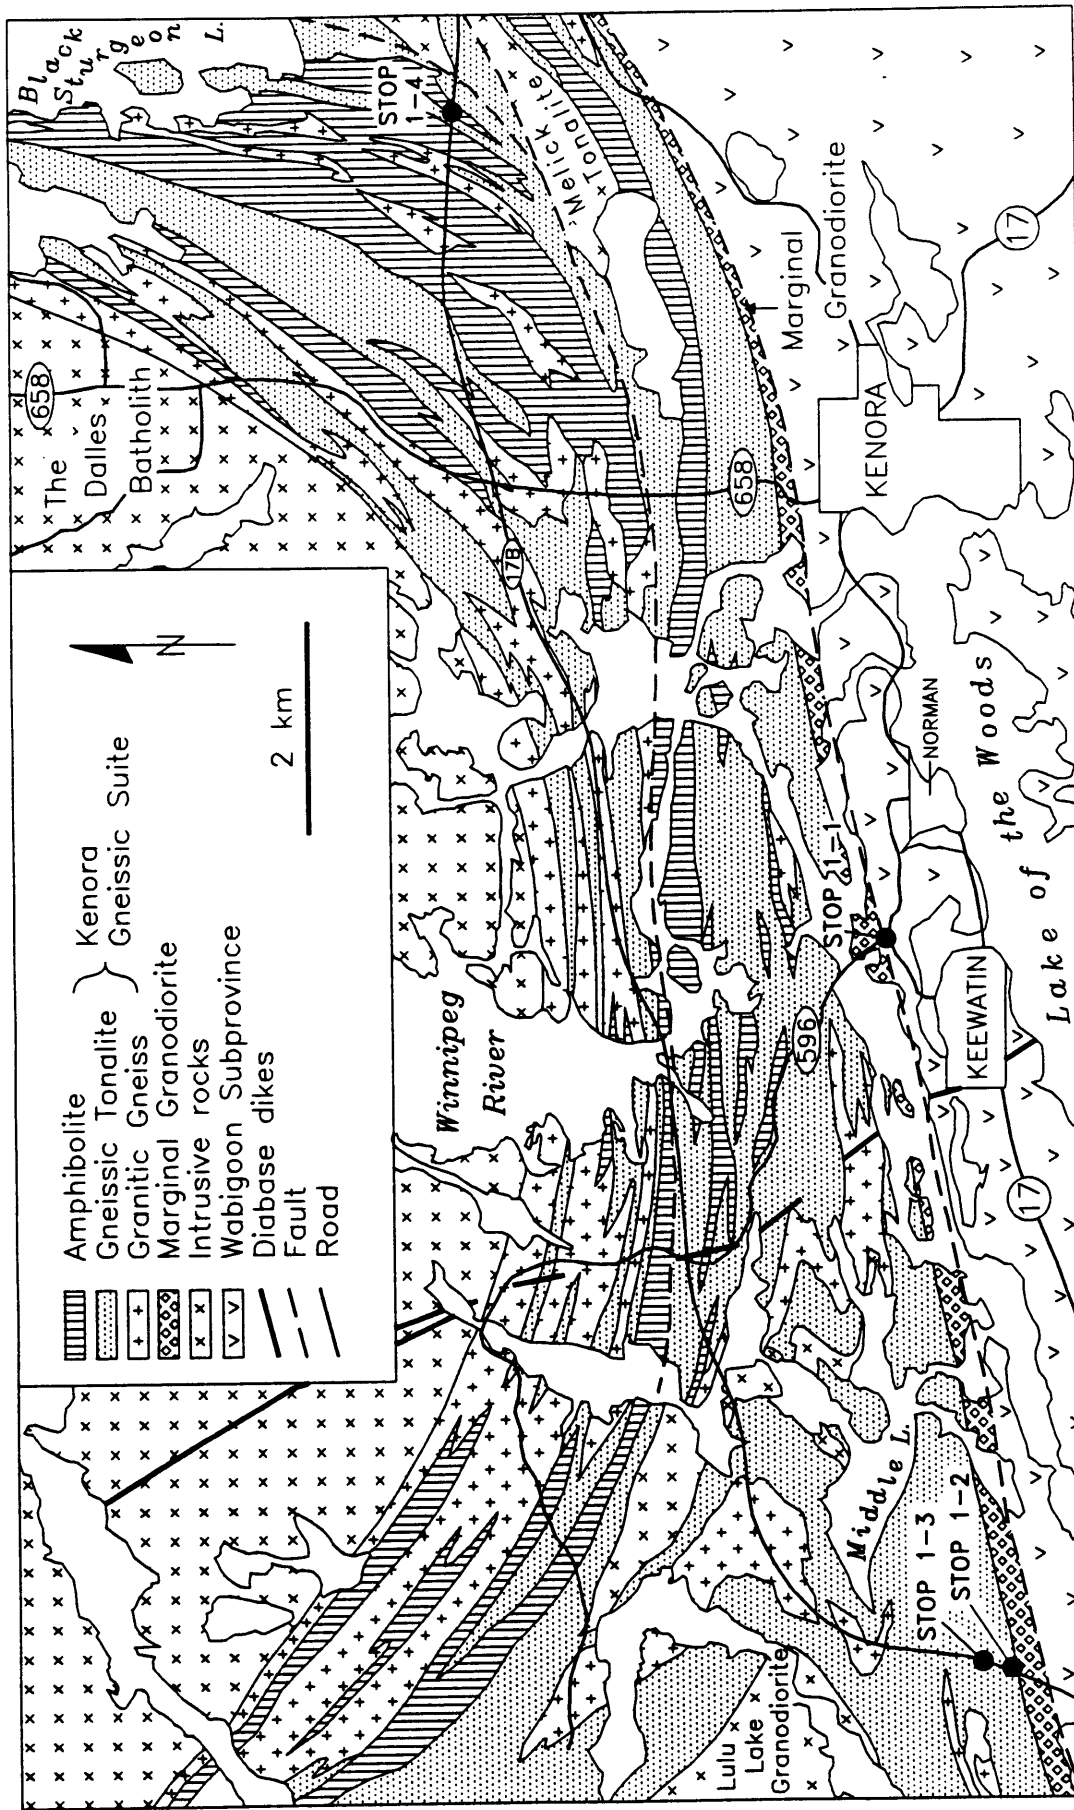 Black
Sturgeon
L.
STOP
1-4
Melick
Tonalite
Marginal
Granodiorite
17
658
The
Dalles
Batholith
17B
658
KENORA
N
2 km
Amphibolite
Gneissic Tonalite
Granitic Gneiss
Kenora
Gneissic Suite
Marginal Granodiorite
Intrusive rocks
Wabigoon Subprovince
Diabase dikes
Fault
Road
NORMAN
Lake of the Woods
STOP 1-1
Winnipeg
River
596
KEEWATIN
17
Middle L.
STOP 1-3
STOP 1-2
Lulu
Lake
Granodiorite